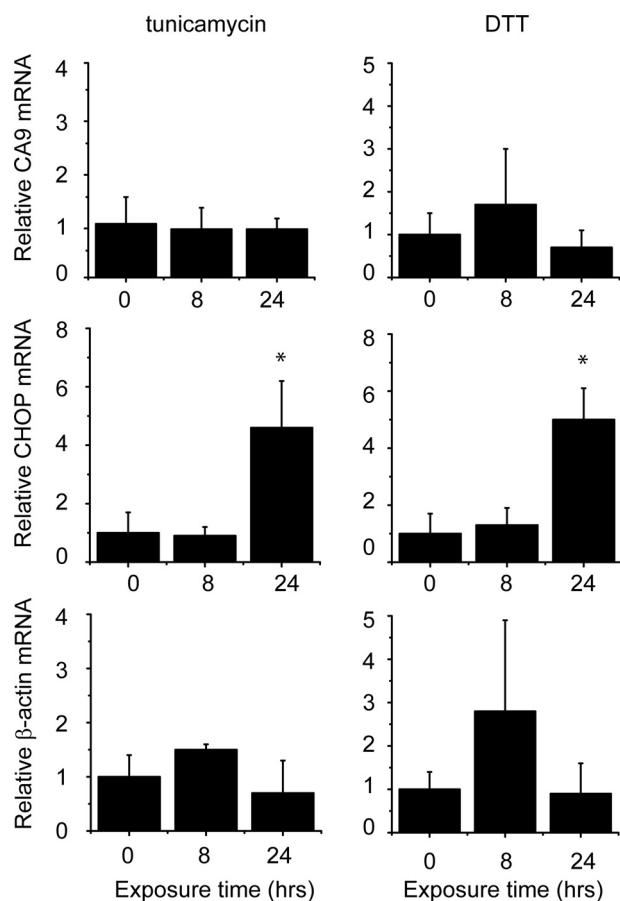 tunicamycin DTT
Relative CA9 mRNA
4
3
2
1
0
0 8 24
5
4
3
2
1
0
0 8 24
Relative CHOP mRNA
8
6
4
2
0
*
0 8 24
8
6
4
2
0
*
0 8 24
Relative β-actin mRNA
4
3
2
1
0
0 8 24
Exposure time (hrs)
5
4
3
2
1
0
0 8 24
Exposure time (hrs)